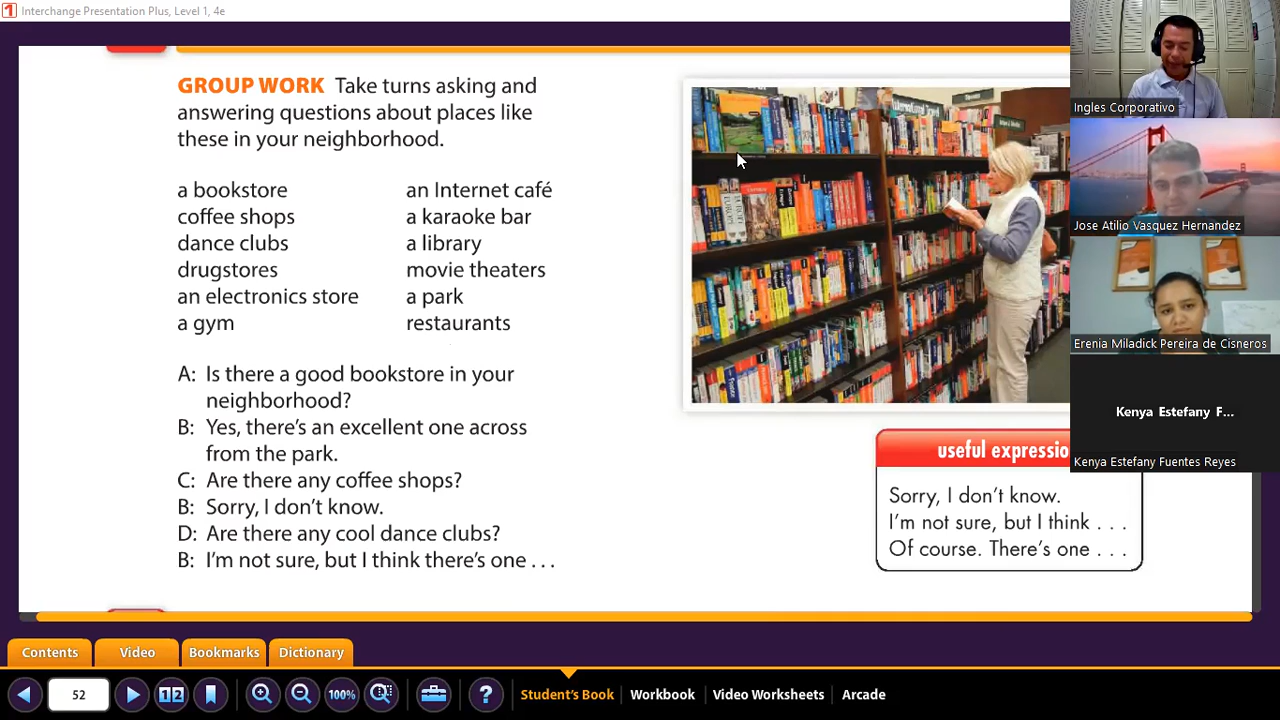 Interchange Presentation Plus, Level 1, 4e
GROUP WORK Take turns asking and
answering questions about places like
these in your neighborhood.
a bookstore
coffee shops
dance clubs
drugstores
an electronics store
a gym
an Internet café
a karaoke bar
a library
movie theaters
a park
restaurants
A: Is there a good bookstore in your
neighborhood?
B: Yes, there's an excellent one across
from the park.
C: Are there any coffee shops?
B: Sorry, I don't know.
D: Are there any cool dance clubs?
B: I'm not sure, but I think there's one . . .
International Travel
useful expressio
Sorry, I don't know.
I'm not sure, but I think . . .
Of course. There's one . . .
Ingles Corporativo
Jose Atilio Vasquez Hernandez
Erenia Miladick Pereira de Cisneros
Kenya Estefany F...
Kenya Estefany Fuentes Reyes
Contents
Video
Bookmarks
Dictionary
52
1 2
100%
?
Student's Book
Workbook
Video Worksheets
Arcade